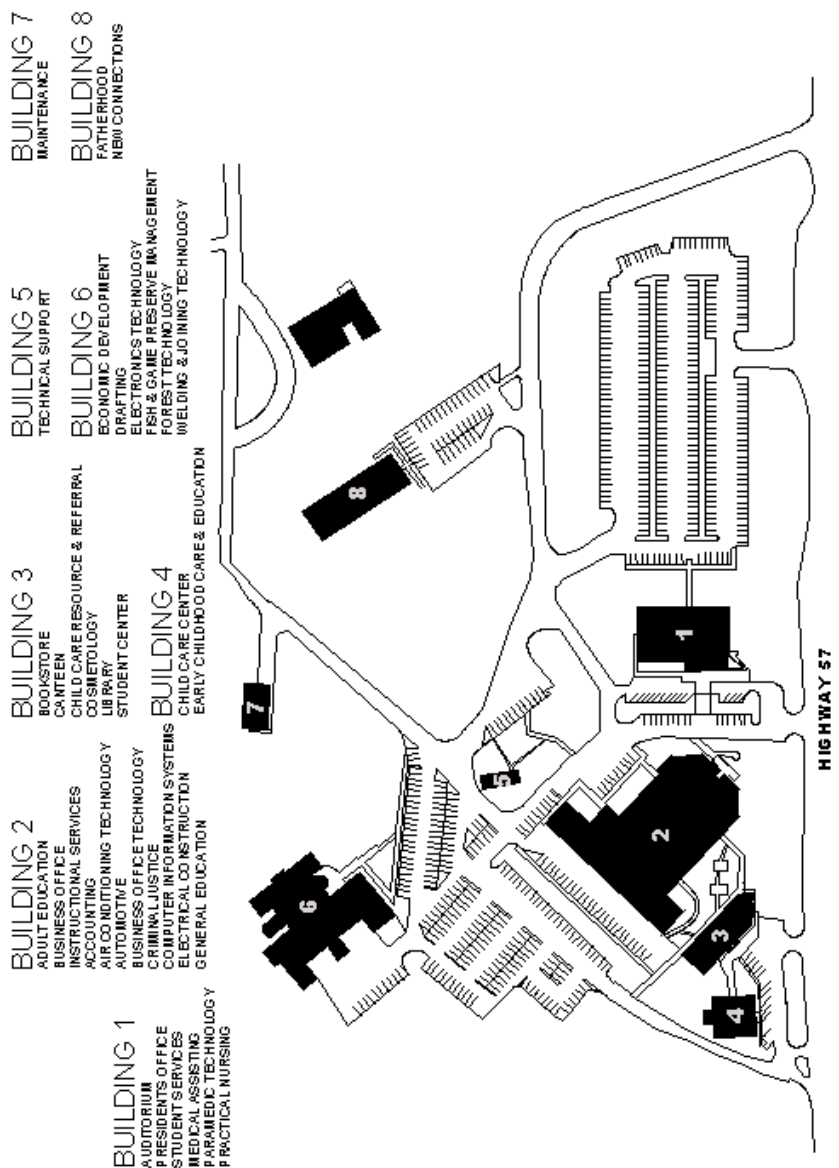 BUILDING 1
AUDITORIUM
PRESIDENTS OFFICE
STUDENT SERVICES
MEDICAL ASSISTING
PARAMEDIC TECHNOLOGY
PRACTICAL NURSING
BUILDING 2
ADULT EDUCATION
BUSINESS OFFICE
INSTRUCTIONAL SERVICES
ACCOUNTING
AIR CONDITIONING TECHNOLOGY
AUTOMOTIVE
BUSINESS OFFICE TECHNOLOGY
CRIMINAL JUSTICE
COMPUTER INFORMATION SYSTEMS
ELECTRICAL CONSTRUCTION
GENERAL EDUCATION
BUILDING 3
BOOKSTORE
CANTEEN
CHILD CARE RESOURCE & REFERRAL
COSMETOLOGY
LIBRARY
STUDENT CENTER
BUILDING 4
CHILD CARE CENTER
EARLY CHILDHOOD CARE & EDUCATION
BUILDING 5
TECHNICAL SUPPORT
BUILDING 6
ECONOMIC DEVELOPMENT
DRAFTING
ELECTRONICS TECHNOLOGY
FISH & GAME PRESERVE MANAGEMENT
FOREST TECHNOLOGY
WELDING & JOINING TECHNOLOGY
BUILDING 7
MAINTENANCE
BUILDING 8
FATHERHOOD
NEW CONNECTIONS
6
7
8
5
4
3
2
1
HIGHWAY 57